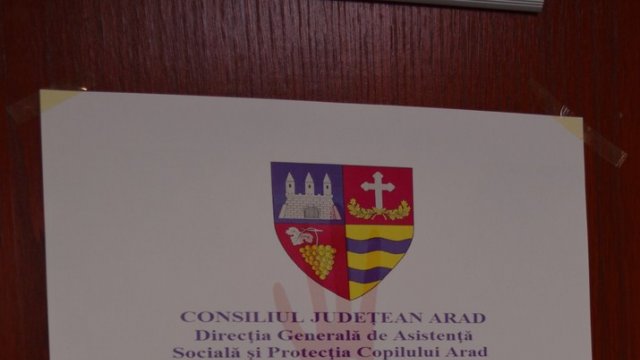 CONSILIUL JUDEȚEAN ARAD
Direcția Generală de Asistență
Socială și Protecția Copilului Arad